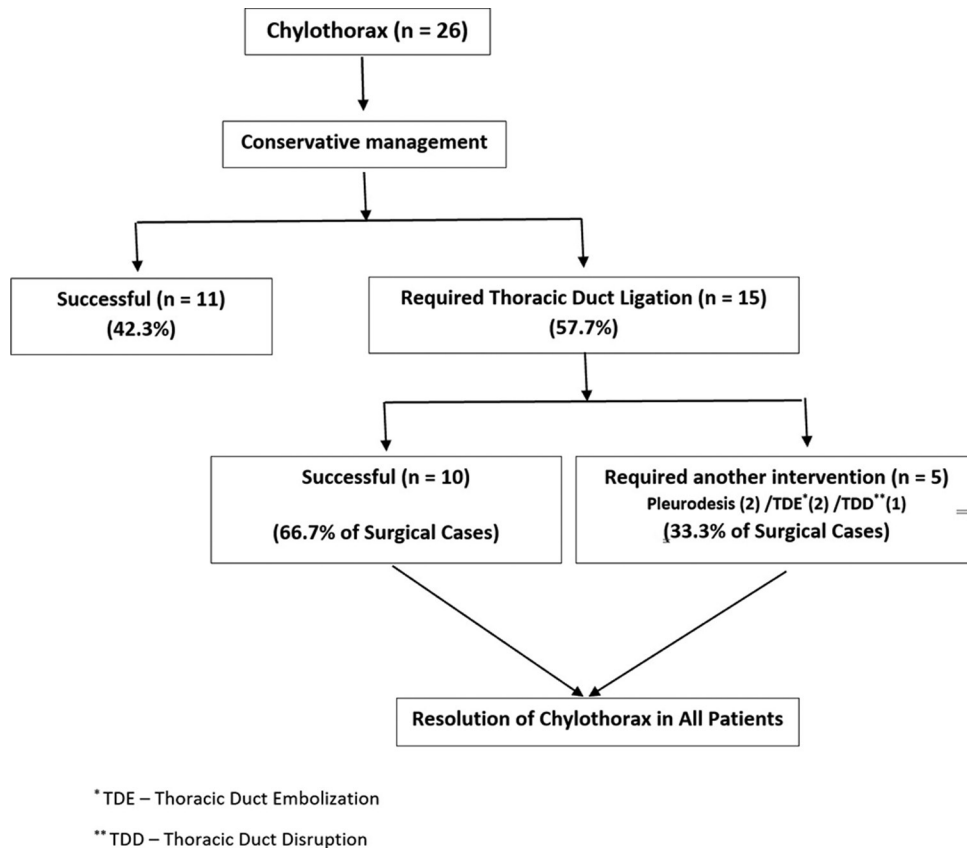 Chylothorax (n = 26)
Conservative management
Successful (n = 11)
(42.3%)
Required Thoracic Duct Ligation (n = 15)
(57.7%)
Successful (n = 10)
(66.7% of Surgical Cases)
Required another intervention (n = 5)
Pleurodesis (2) /TDE*(2) /TDD**(1)
(33.3% of Surgical Cases)
Resolution of Chylothorax in All Patients
* TDE – Thoracic Duct Embolization
** TDD – Thoracic Duct Disruption